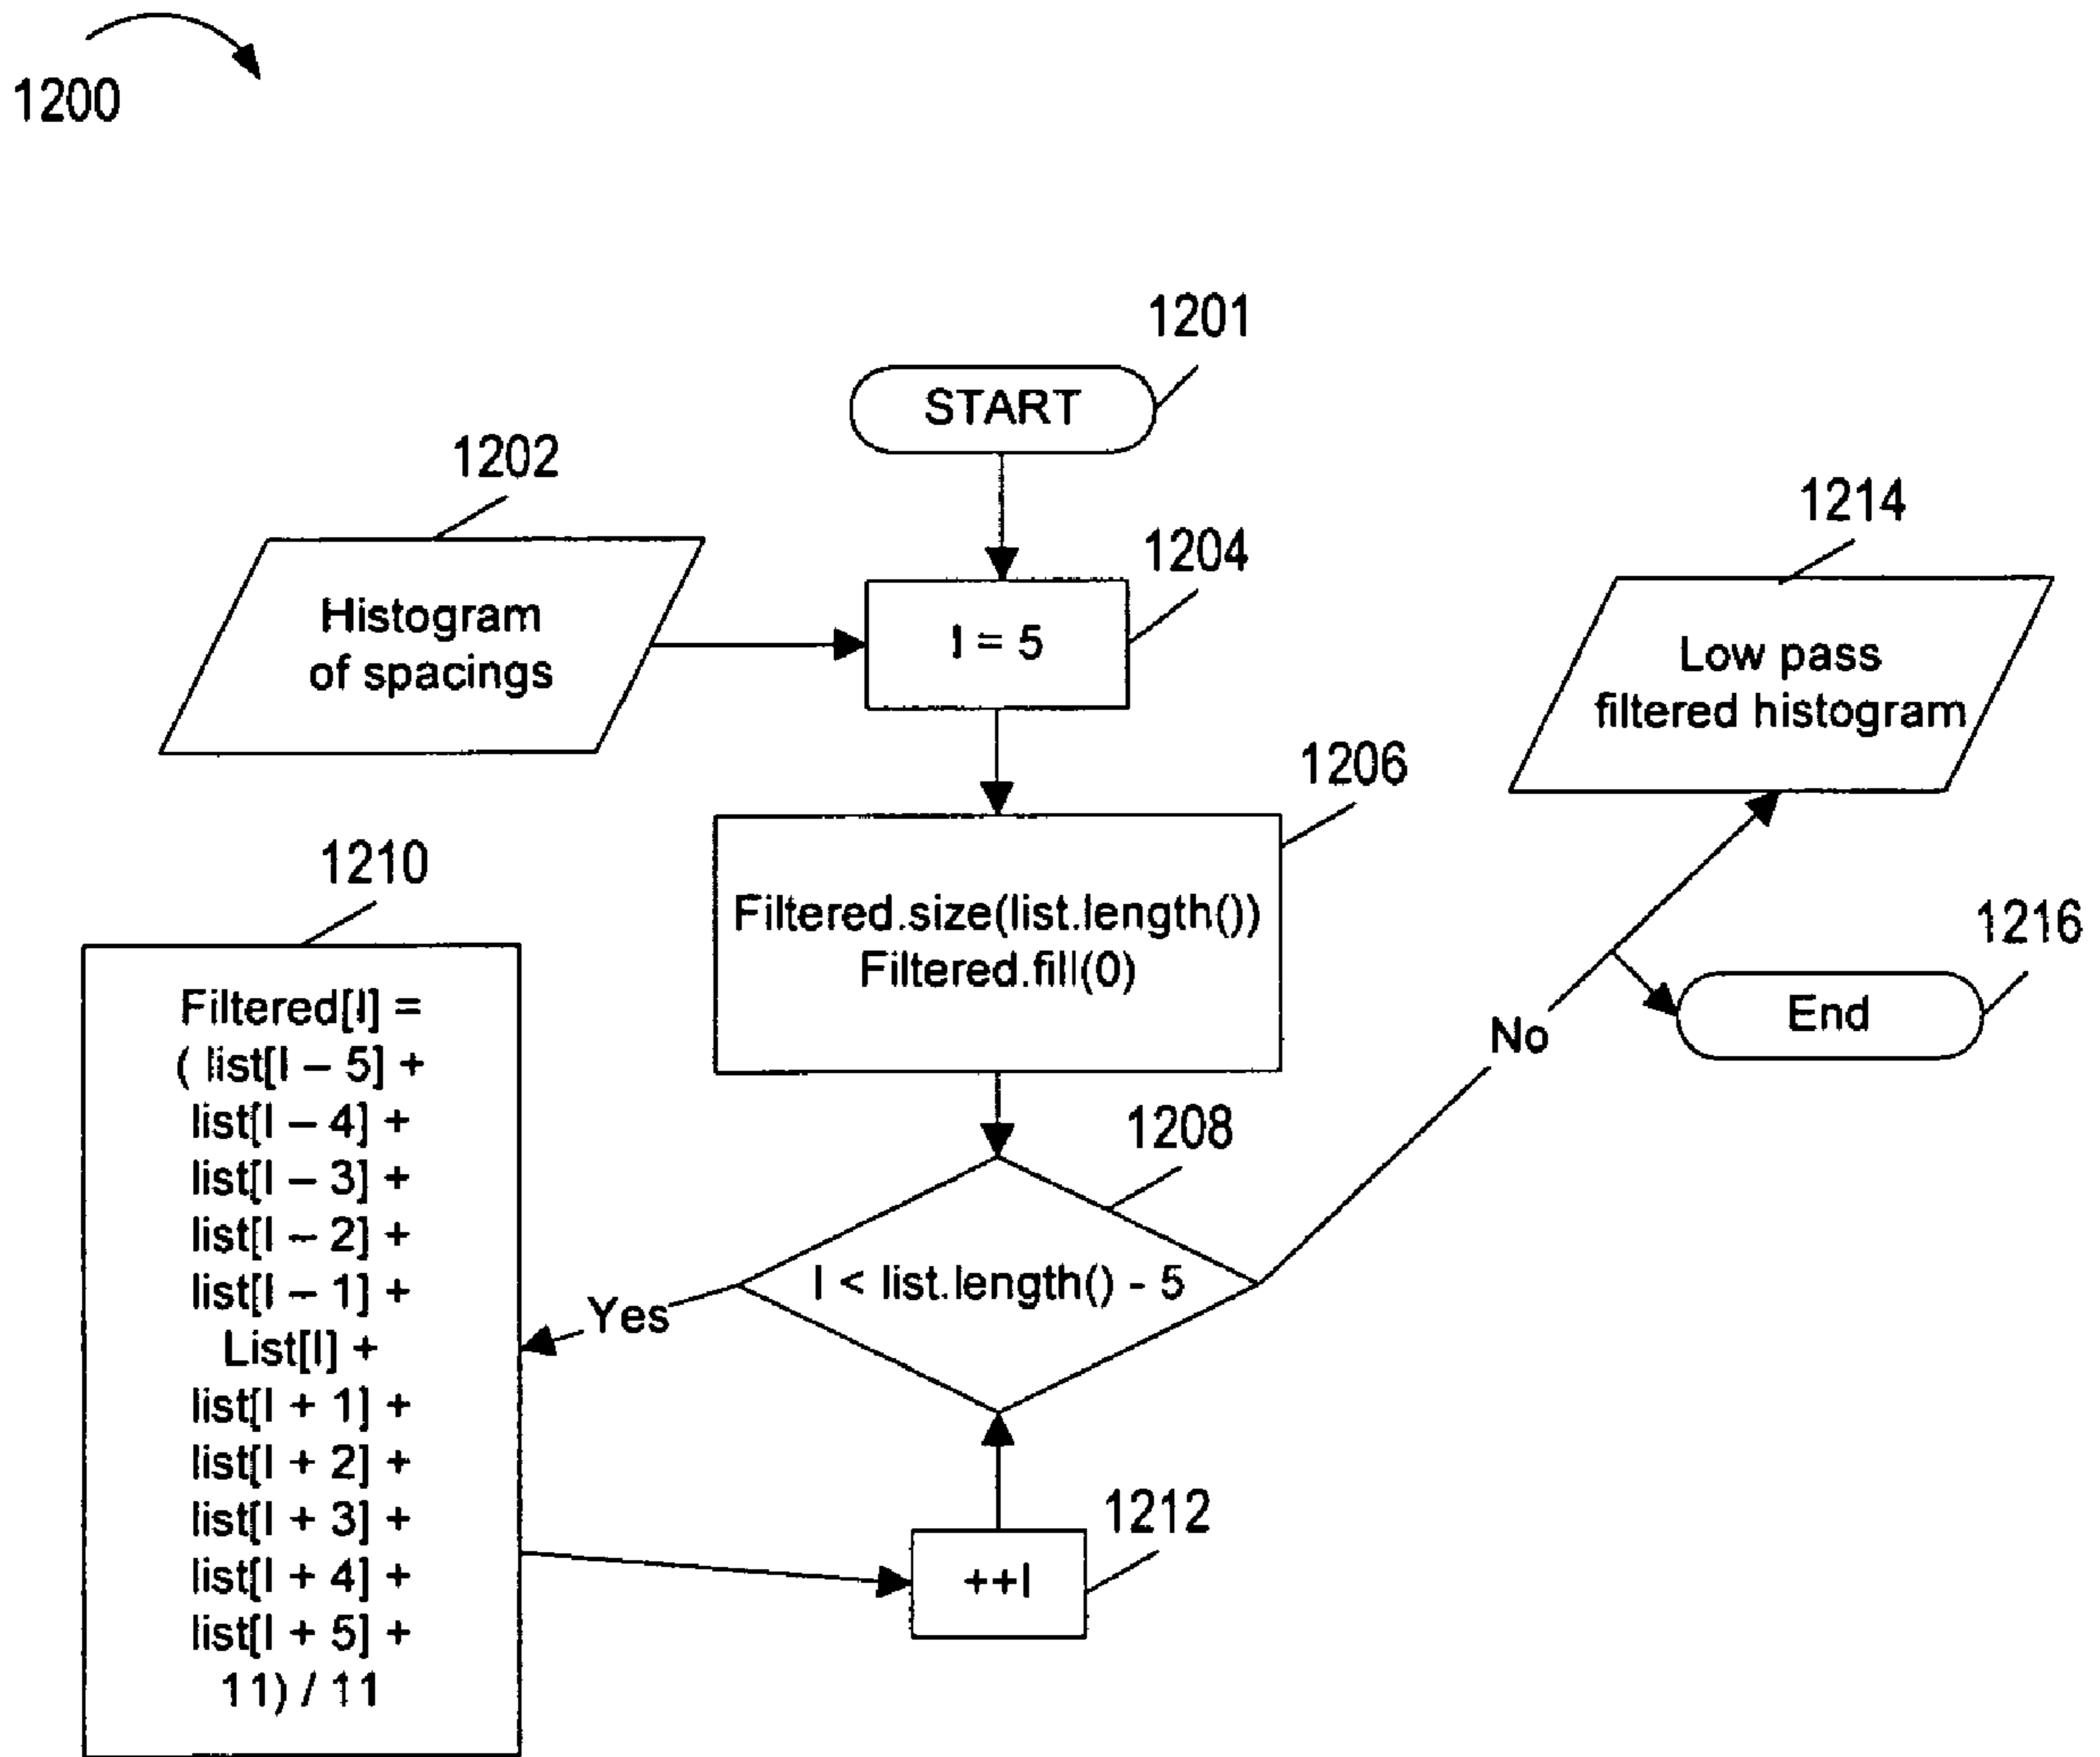 1200
1201
START
1202
Histogram
of spacings
1204
I = 5
1214
Low pass
filtered histogram
1206
Filtered.size(list.length())
Filtered.fill(0)
1210
Filtered[I] =
( list[I – 5] +
list[I – 4] +
list[I – 3] +
list[I – 2] +
list[I – 1] +
List[I] +
list[I + 1] +
list[I + 2] +
list[I + 3] +
list[I + 4] +
list[I + 5] +
11) / 11
1208
I < list.length() - 5
Yes
No
1216
End
1212
++I